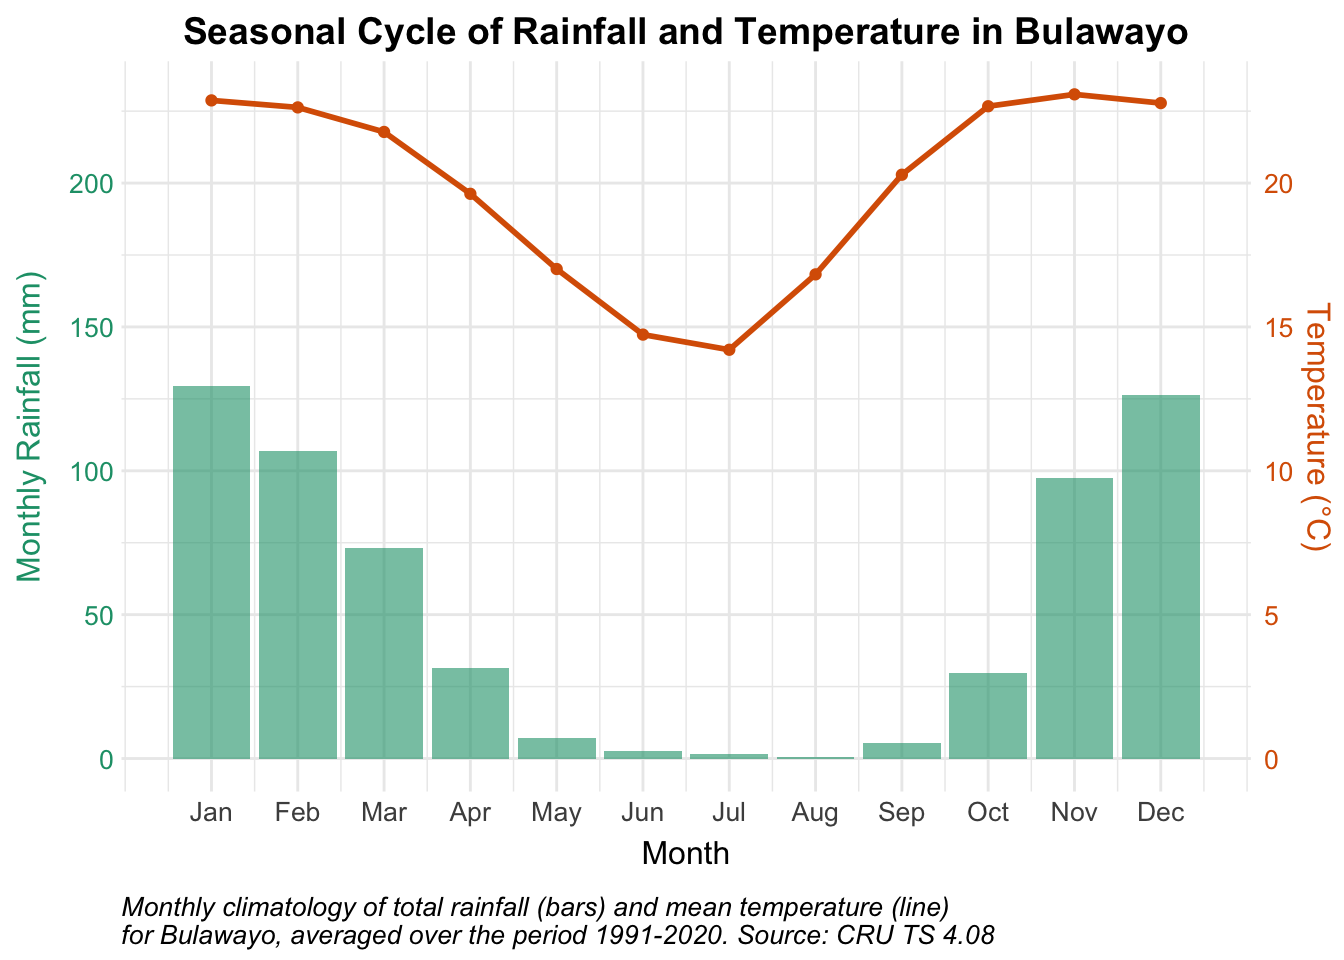 Seasonal Cycle of Rainfall and Temperature in Bulawayo
Monthly Rainfall (mm)
200
150
100
50
0
Temperature (°C)
20
15
10
5
0
Jan Feb Mar Apr May Jun Jul Aug Sep Oct Nov Dec
Month
Monthly climatology of total rainfall (bars) and mean temperature (line)
for Bulawayo, averaged over the period 1991-2020. Source: CRU TS 4.08